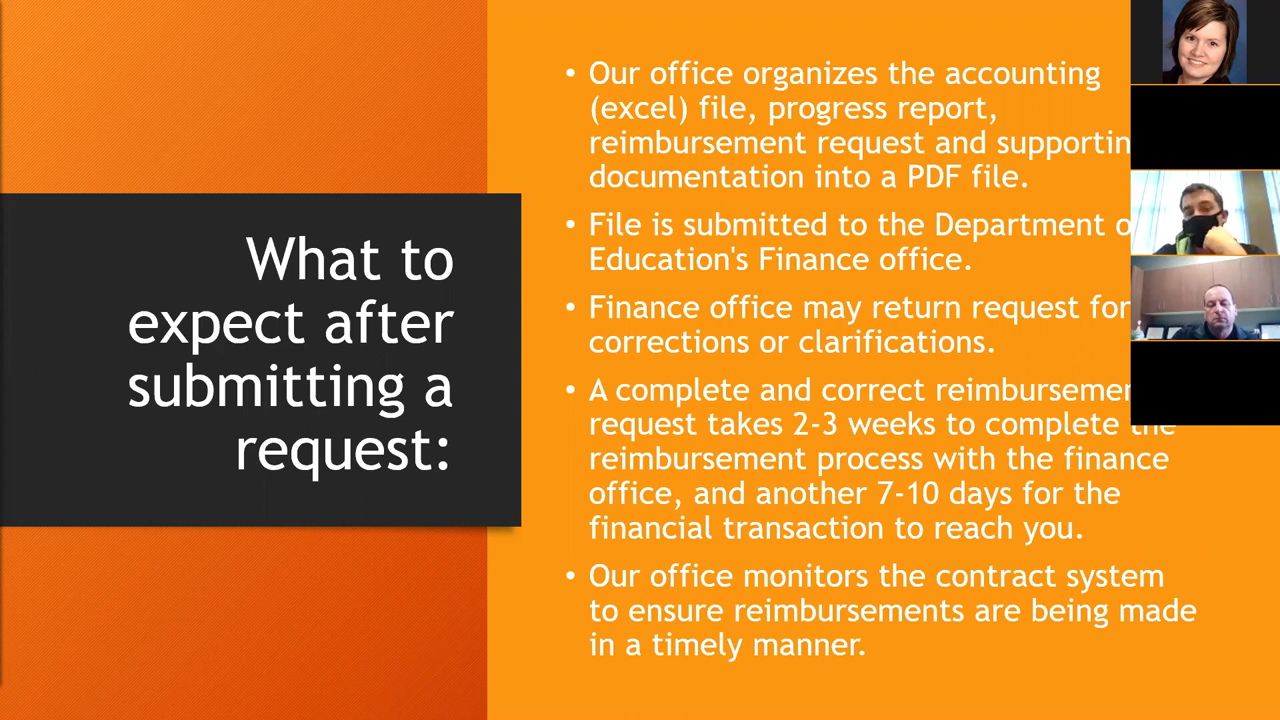 What to
expect after
submitting a
request:
• Our office organizes the accounting
(excel) file, progress report,
reimbursement request and supportin
documentation into a PDF file.
• File is submitted to the Department o
Education's Finance office.
• Finance office may return request for
corrections or clarifications.
• A complete and correct reimbursemen
request takes 2-3 weeks to complete the
reimbursement process with the finance
office, and another 7-10 days for the
financial transaction to reach you.
• Our office monitors the contract system
to ensure reimbursements are being made
in a timely manner.